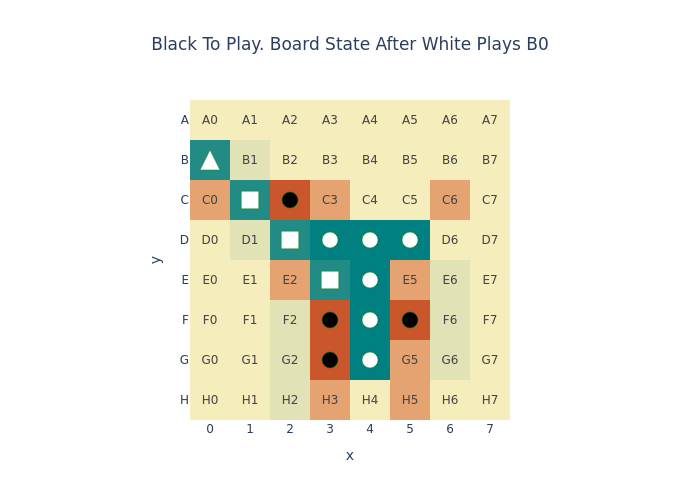 Black To Play. Board State After White Plays B0
A A0 A1 A2 A3 A4 A5 A6 A7
B B1 B2 B3 B4 B5 B6 B7
C C0 C3 C4 C5 C6 C7
y D D0 D1 D6 D7
E E0 E1 E2 E5 E6 E7
F F0 F1 F2 F6 F7
G G0 G1 G2 G5 G6 G7
H H0 H1 H2 H3 H4 H5 H6 H7
0 1 2 3 4 5 6 7
x